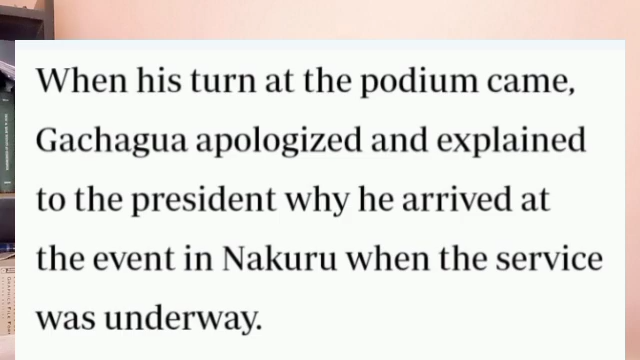 When his turn at the podium came,
Gachagua apologized and explained
to the president why he arrived at
the event in Nakuru when the service
was underway.